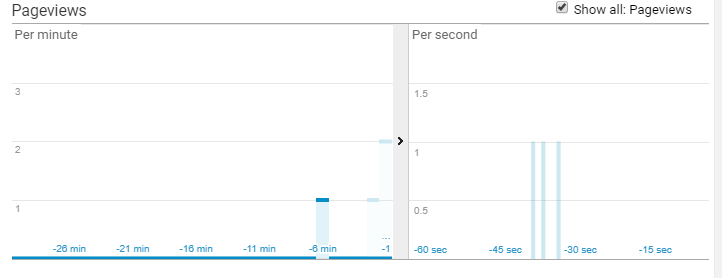 Pageviews
Show all: Pageviews
Per minute
3
2
1
...
-26 min -21 min -16 min -11 min -6 min -1
Per second
1.5
1
0.5
-60 sec -45 sec -30 sec -15 sec